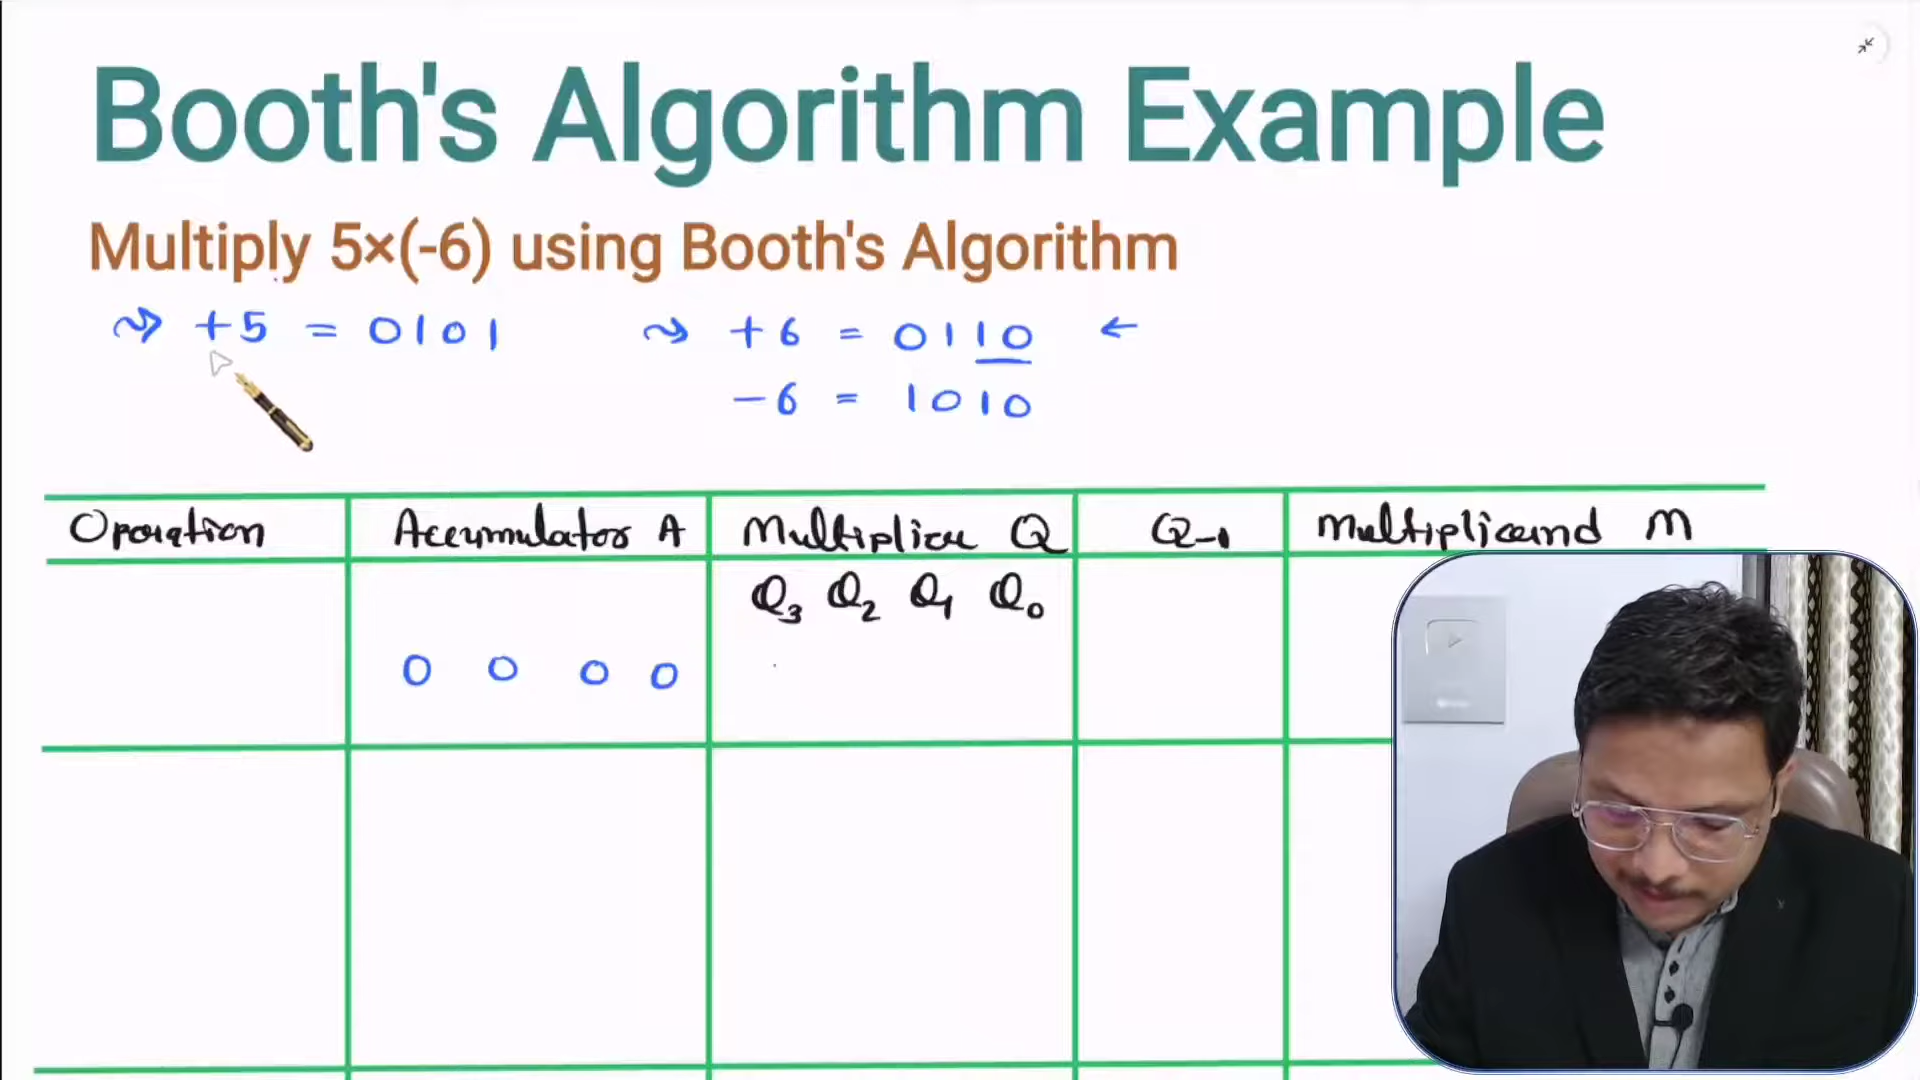 Booth's Algorithm Example
Multiply 5×(-6) using Booth's Algorithm
⤳ +5 = 0101 ⤳ +6 = 0110 ←
-6 = 1010
Operation Accumulator A Multiplier Q Q-1 Multiplicand M
Q3 Q2 Q1 Q0
0 0 0 0